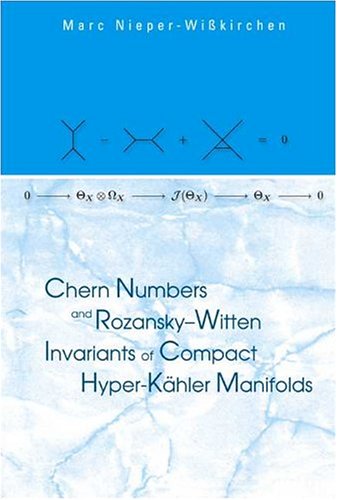 Marc Nieper-Wißkirchen
− + = 0
0 ⟶ Θ_X ⊗ Ω_X ⟶ 𝒥(Θ_X) ⟶ Θ_X ⟶ 0
Chern Numbers
and Rozansky–Witten
Invariants of Compact
Hyper-Kähler Manifolds